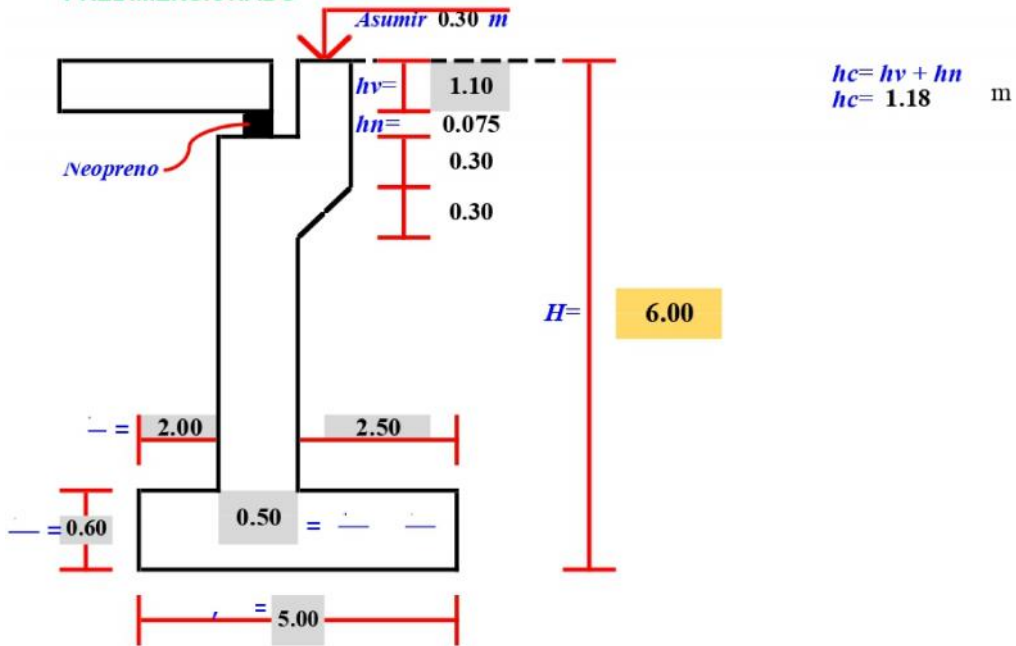 Asumir 0.30 m
hv= 1.10
hc= hv + hn
hc= 1.18 m
hn= 0.075
Neopreno
0.30
0.30
H= 6.00
= 2.00 2.50
= 0.60
0.50 =
= 5.00